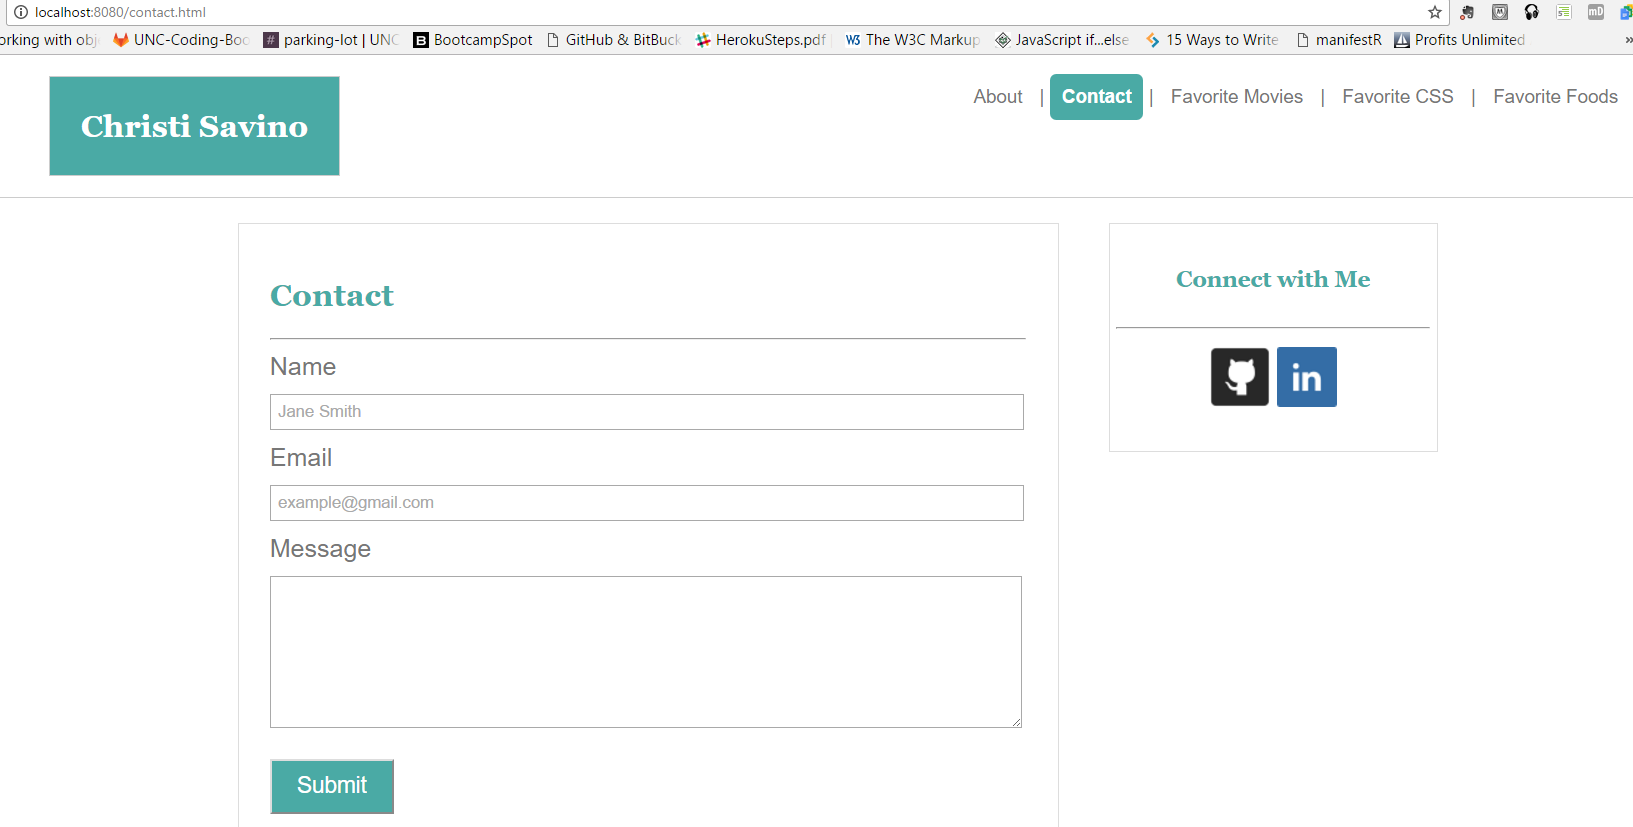 localhost:8080/contact.html
orking with obj UNC-Coding-Boo # parking-lot | UNC B BootcampSpot GitHub & BitBuck HerokuSteps.pdf W3 The W3C Markup JavaScript if...else 15 Ways to Write manifestR Profits Unlimited »
About | Contact | Favorite Movies | Favorite CSS | Favorite Foods
Christi Savino
Contact
Name
Jane Smith
Email
example@gmail.com
Message
Submit
Connect with Me
in